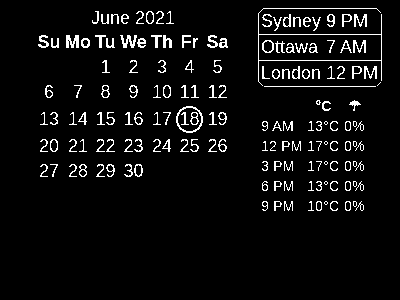 June 2021
Su Mo Tu We Th Fr Sa
1 2 3 4 5
6 7 8 9 10 11 12
13 14 15 16 17 18 19
20 21 22 23 24 25 26
27 28 29 30
Sydney 9 PM
Ottawa 7 AM
London 12 PM
°C ☂
9 AM 13°C 0%
12 PM 17°C 0%
3 PM 17°C 0%
6 PM 13°C 0%
9 PM 10°C 0%